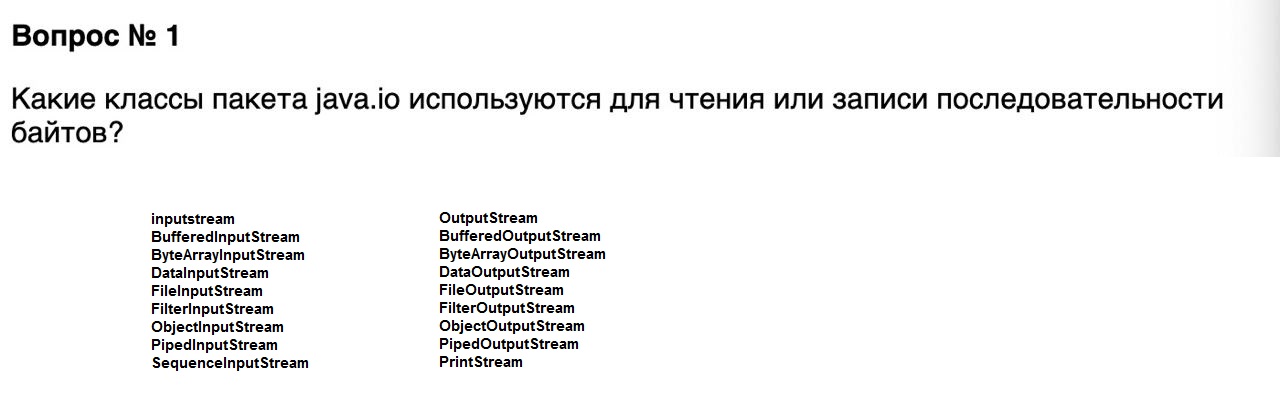 Вопрос № 1
Какие классы пакета java.io используются для чтения или записи последовательности
байтов?
inputstream
BufferedInputStream
ByteArrayInputStream
DataInputStream
FileInputStream
FilterInputStream
ObjectInputStream
PipedInputStream
SequenceInputStream
OutputStream
BufferedOutputStream
ByteArrayOutputStream
DataOutputStream
FileOutputStream
FilterOutputStream
ObjectOutputStream
PipedOutputStream
PrintStream